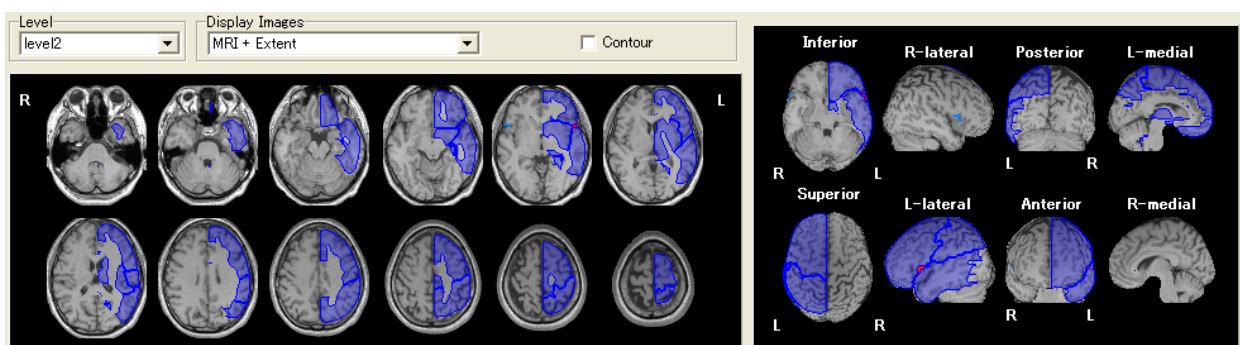 Level
level2
Display Images
MRI + Extent
Contour
R
L
Inferior
R-lateral
Posterior
L-medial
R
L
L
R
Superior
L-lateral
Anterior
R-medial
L
R
R
L